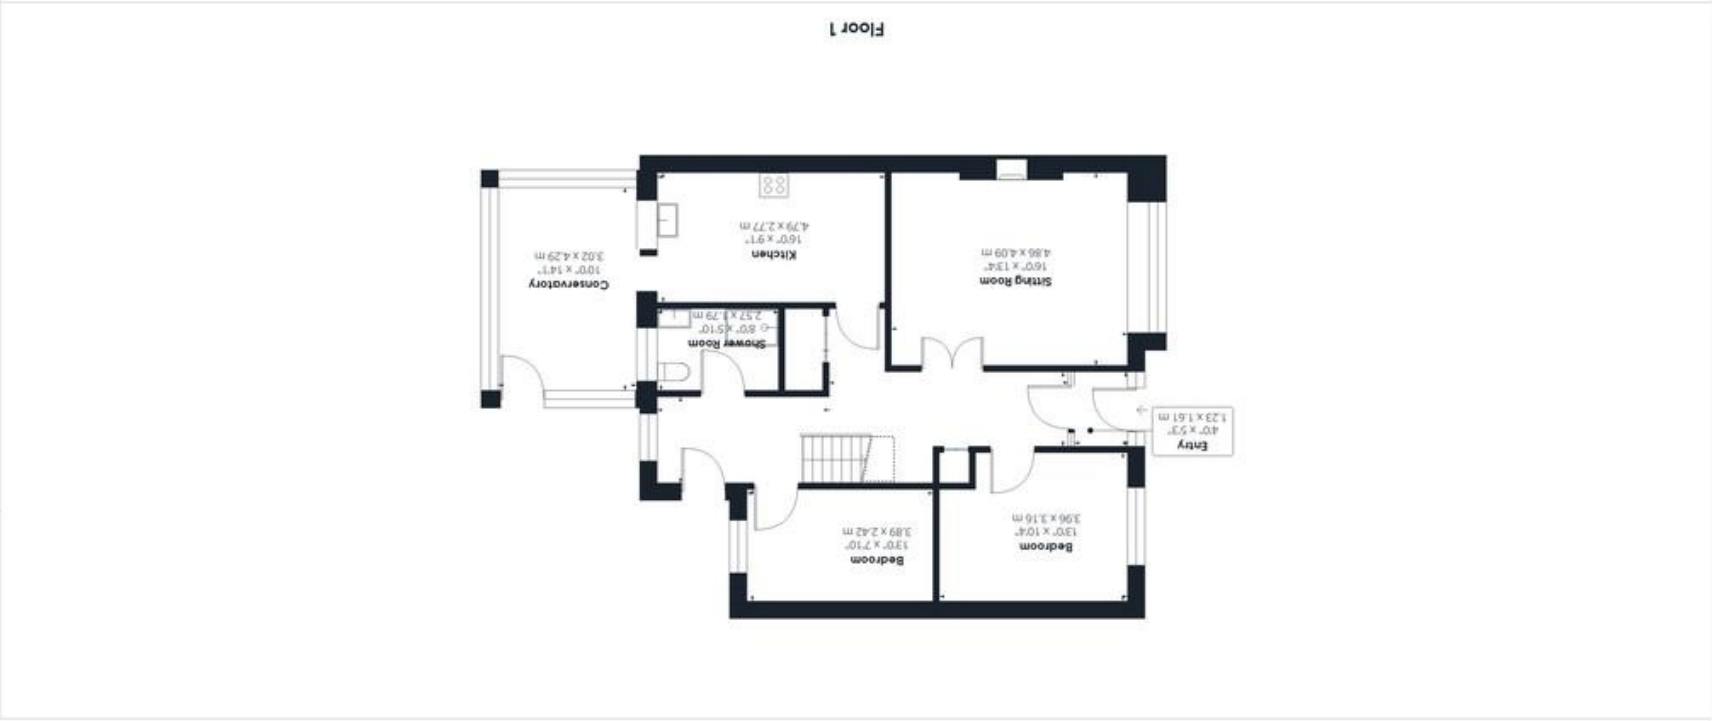 Bedroom
13'0" x 10'4"
3.96 x 3.16 m
Bedroom
13'0" x 7'10"
3.89 x 2.42 m
Entry
4'0" x 5'3"
1.23 x 1.61 m
Shower Room
8'0" x 5'10"
2.57 x 1.79 m
Sitting Room
16'0" x 13'4"
4.86 x 4.09 m
Conservatory
10'0" x 14'1"
3.02 x 4.29 m
Kitchen
16'0" x 9'1"
4.79 x 2.77 m
Floor 1